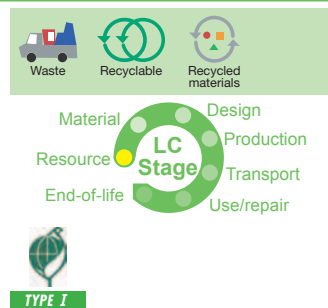 Waste
Recyclable
Recycled
materials
Material
Design
Production
Resource
LC
Stage
Transport
End-of-life
Use/repair
TYPE I